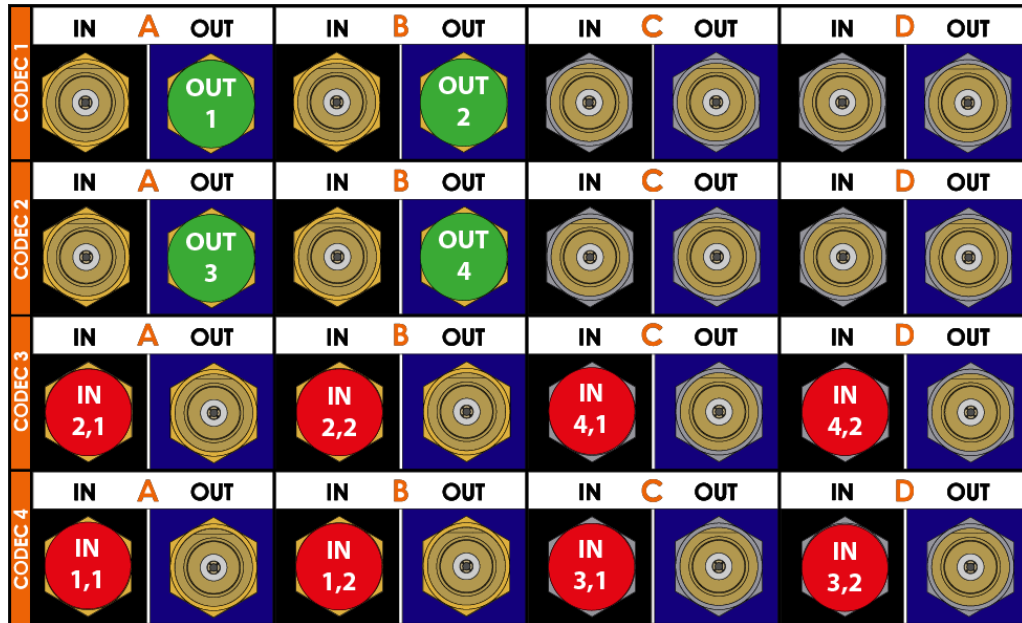 CODEC 1
IN A OUT IN B OUT IN C OUT IN D OUT
OUT
1
OUT
2
CODEC 2
IN A OUT IN B OUT IN C OUT IN D OUT
OUT
3
OUT
4
CODEC 3
IN A OUT IN B OUT IN C OUT IN D OUT
IN
2,1
IN
2,2
IN
4,1
IN
4,2
CODEC 4
IN A OUT IN B OUT IN C OUT IN D OUT
IN
1,1
IN
1,2
IN
3,1
IN
3,2